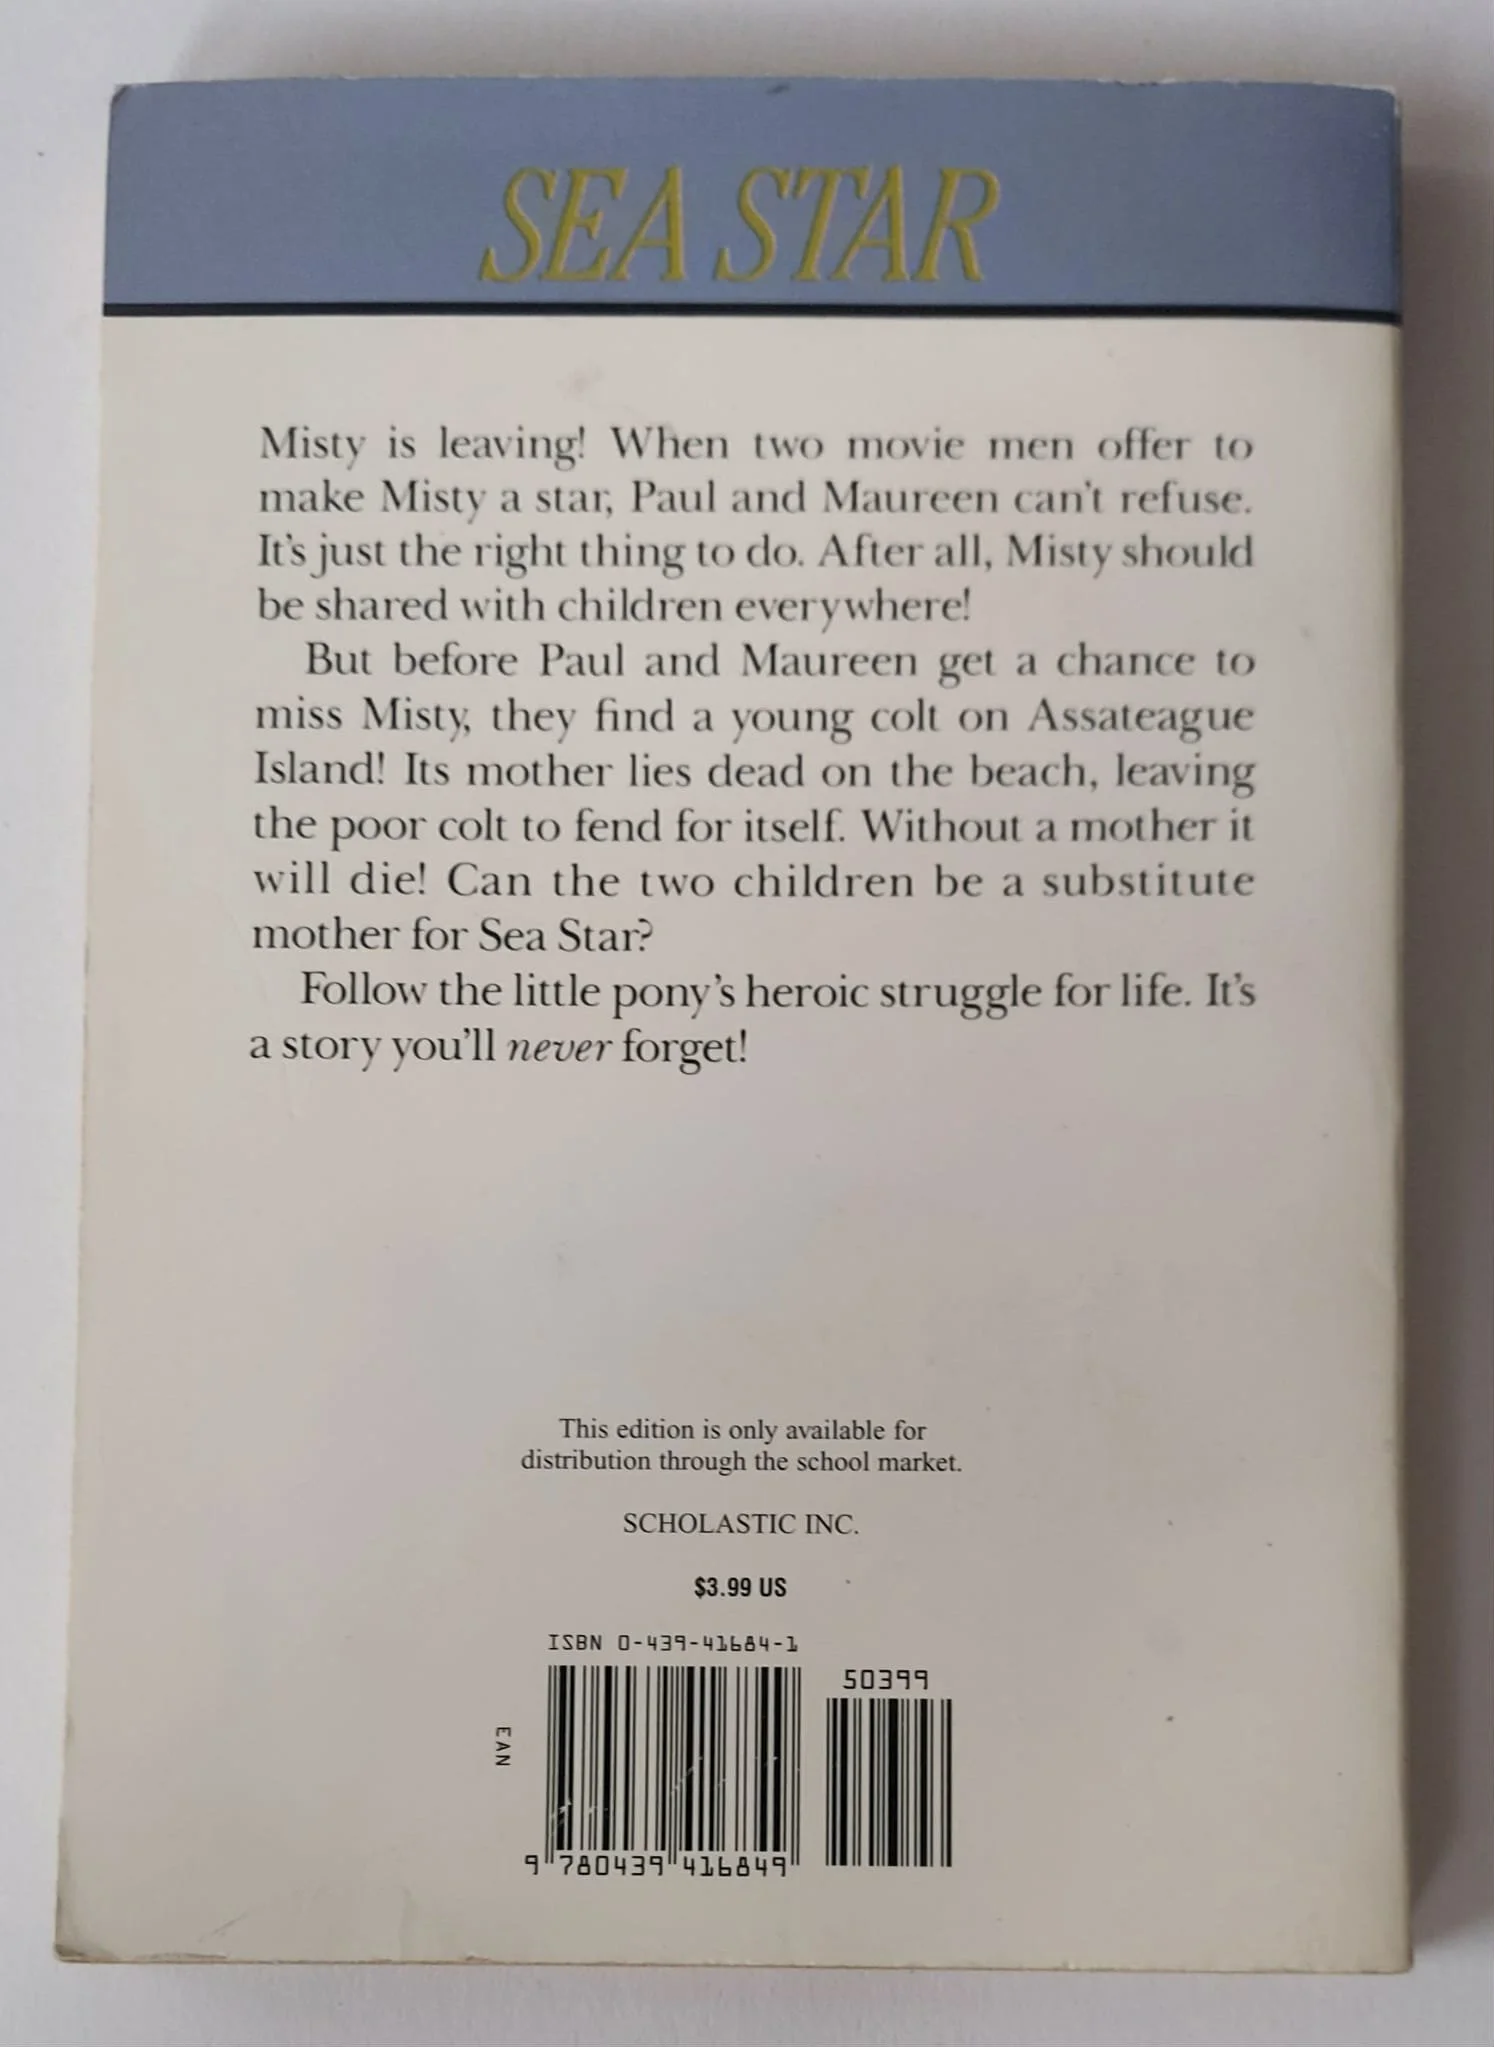 SEA STAR
Misty is leaving! When two movie men offer to
make Misty a star, Paul and Maureen can't refuse.
It's just the right thing to do. After all, Misty should
be shared with children everywhere!
But before Paul and Maureen get a chance to
miss Misty, they find a young colt on Assateague
Island! Its mother lies dead on the beach, leaving
the poor colt to fend for itself. Without a mother it
will die! Can the two children be a substitute
mother for Sea Star?
Follow the little pony's heroic struggle for life. It's
a story you'll never forget!
This edition is only available for
distribution through the school market.
SCHOLASTIC INC.
$3.99 US
ISBN 0-439-41684-1
50399
EAN
9 780439 416849